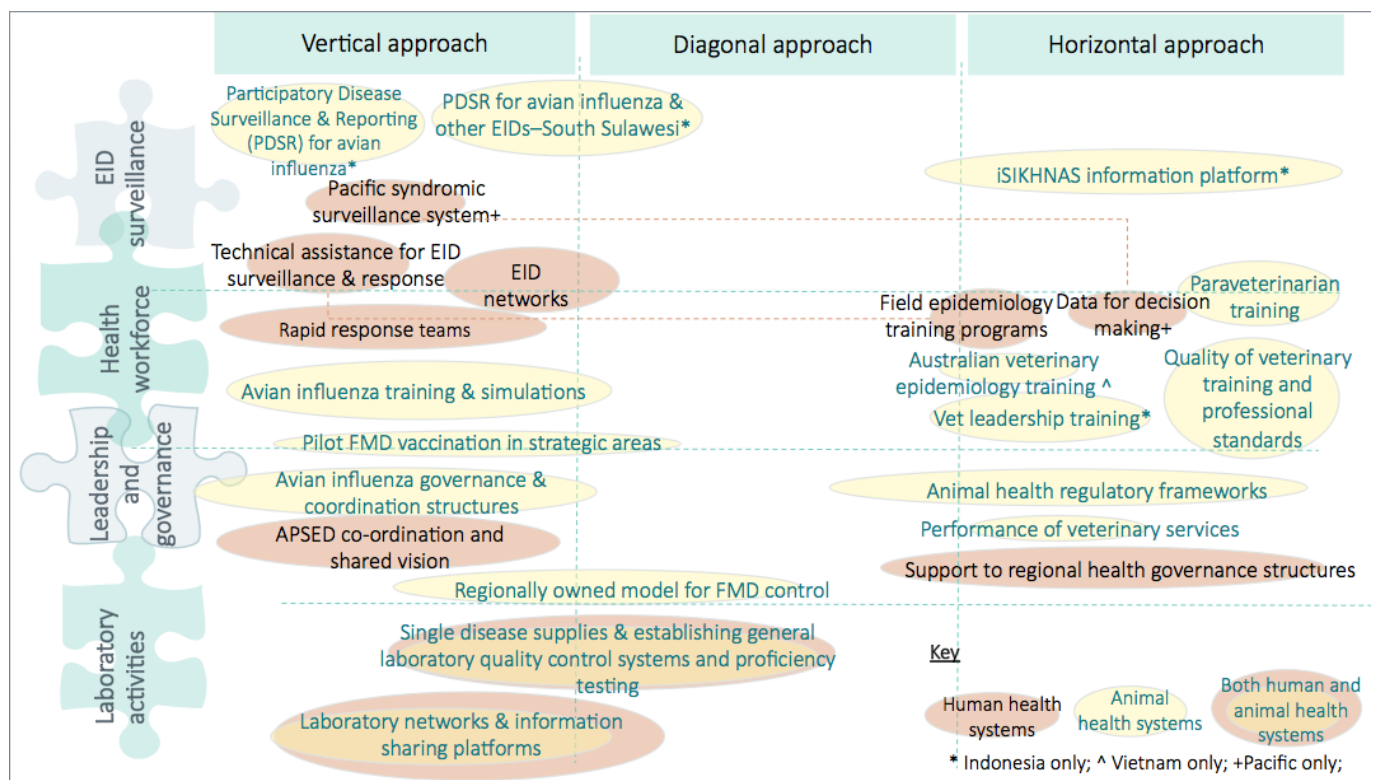 Vertical approach
Diagonal approach
Horizontal approach
EID
surveillance
Participatory Disease
Surveillance & Reporting
(PDSR) for avian
influenza*
PDSR for avian influenza &
other EIDs–South Sulawesi*
iSIKHNAS information platform*
Pacific syndromic
surveillance system+
Technical assistance for EID
surveillance & response
EID
networks
Health
workforce
Rapid response teams
Field epidemiology
training programs
Data for decision
making+
Paraveterinarian
training
Avian influenza training & simulations
Australian veterinary
epidemiology training ^
Vet leadership training*
Quality of veterinary
training and
professional
standards
Pilot FMD vaccination in strategic areas
Leadership
and
governance
Avian influenza governance &
coordination structures
Animal health regulatory frameworks
APSED co-ordination and
shared vision
Performance of veterinary services
Support to regional health governance structures
Regionally owned model for FMD control
Laboratory
activities
Single disease supplies & establishing general
laboratory quality control systems and proficiency
testing
Laboratory networks & information
sharing platforms
Key
Human health
systems
Animal
health systems
Both human and
animal health
systems
* Indonesia only; ^ Vietnam only; +Pacific only;